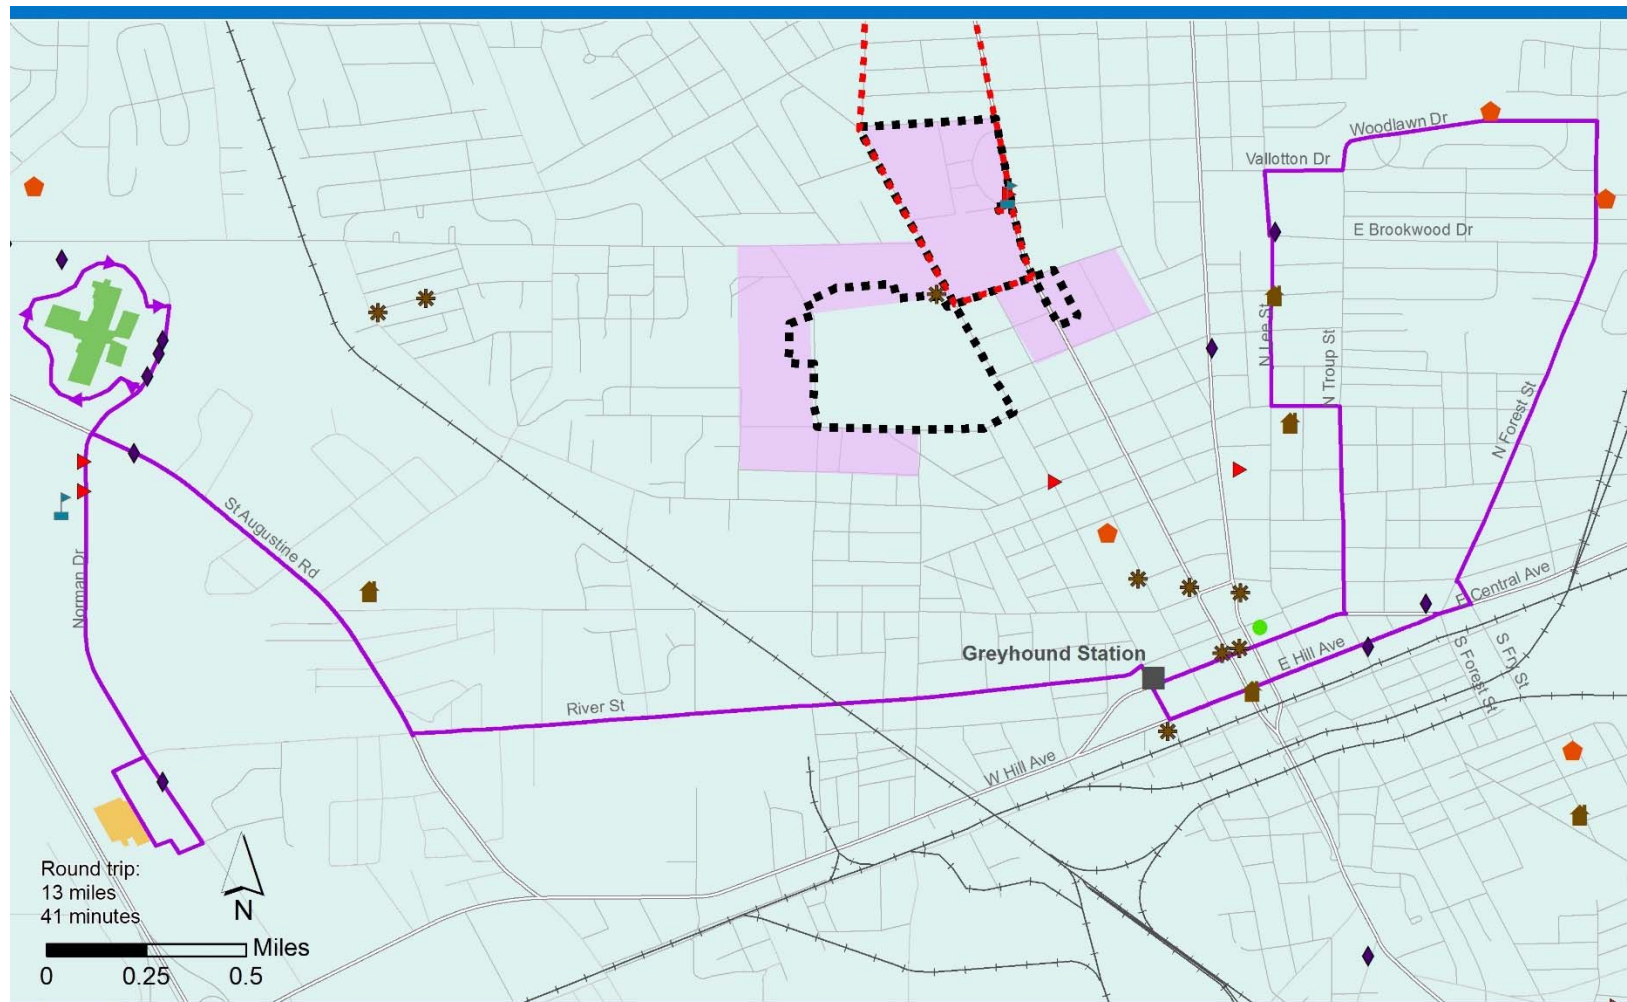 Woodlawn Dr
Vallotton Dr
E Brookwood Dr
N Lee St
N Troup St
N Forest St
St Augustine Rd
Norman Dr
E Central Ave
Greyhound Station
E Hill Ave
S Forest St
S Fry St
River St
W Hill Ave
Round trip:
13 miles
41 minutes
N
Miles
0 0.25 0.5